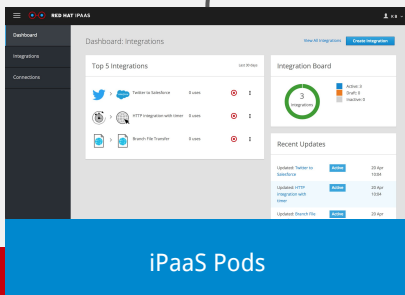 RED HAT IPAAS
Dashboard
Integrations
Connections
Dashboard: Integrations
View All Integrations
Create Integration
Top 5 Integrations
Last 30 Days
Twitter to Salesforce
0 uses
HTTP integration with timer
0 uses
Branch File Transfer
0 uses
Integration Board
3
Integrations
Active: 3
Draft: 0
Inactive: 0
Recent Updates
Updated: Twitter to
Salesforce
Active
20 Apr
10:04
Updated: HTTP
integration with
timer
Active
20 Apr
10:04
Updated: Branch File
Active
20 Apr
iPaaS Pods